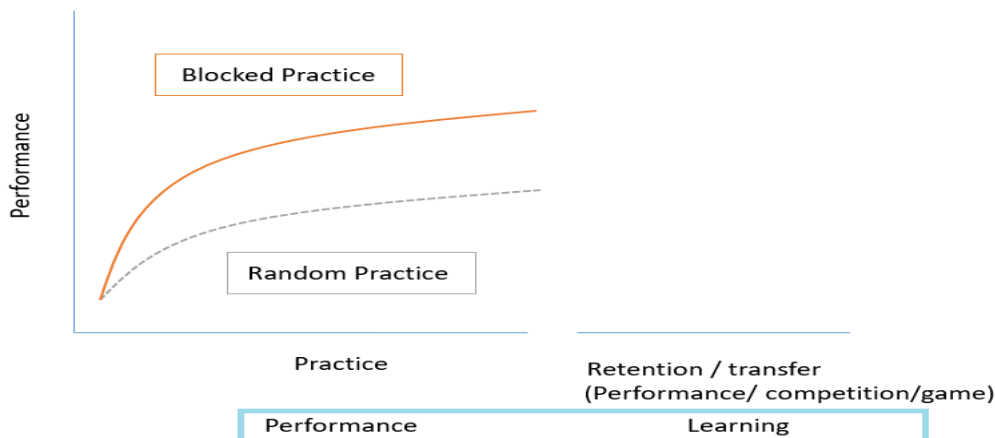 Blocked Practice
Performance
Random Practice
Practice
Retention / transfer
(Performance/ competition/game)
Performance
Learning